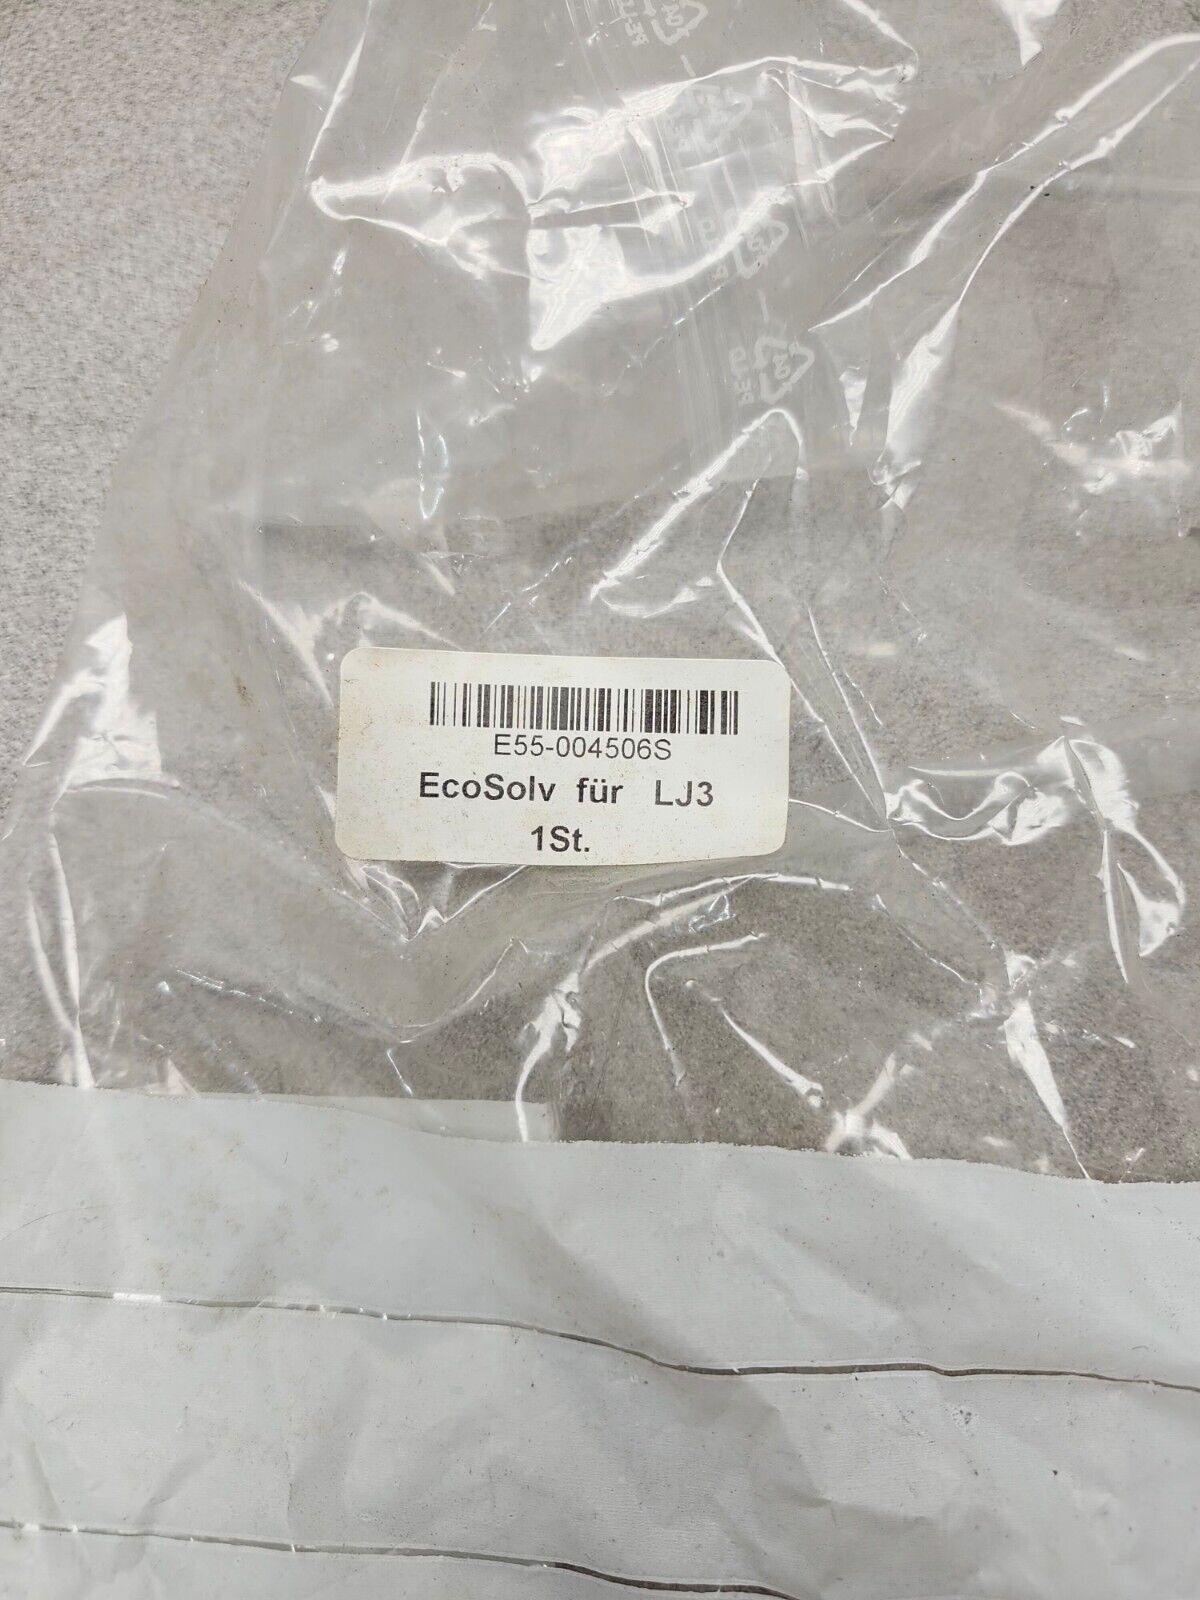 E55-004506S
EcoSolv für LJ3
1St.